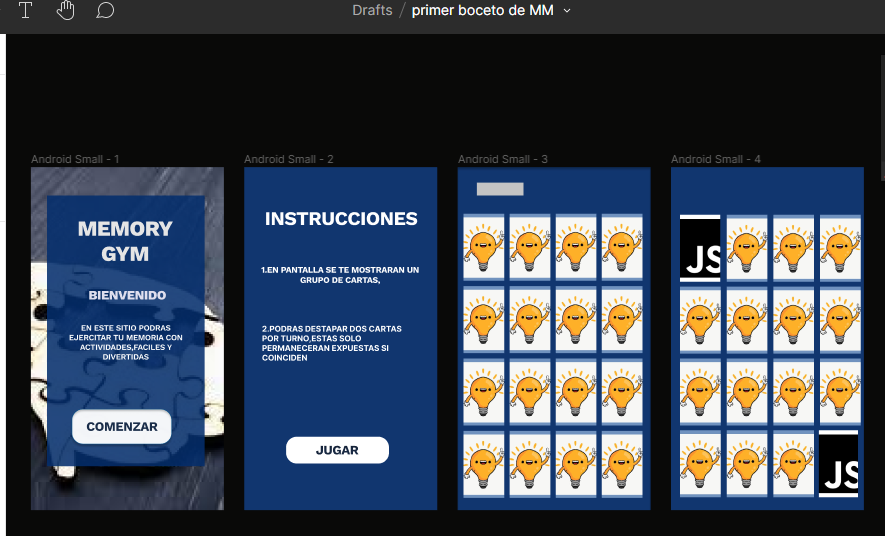 Drafts / primer boceto de MM
Android Small - 1
Android Small - 2
Android Small - 3
Android Small - 4
MEMORY
GYM
BIENVENIDO
EN ESTE SITIO PODRAS
EJERCITAR TU MEMORIA CON
ACTIVIDADES,FACILES Y
DIVERTIDAS
COMENZAR
INSTRUCCIONES
1.EN PANTALLA SE TE MOSTRARAN UN
GRUPO DE CARTAS,
2.PODRAS DESTAPAR DOS CARTAS
POR TURNO,ESTAS SOLO
PERMANECERAN EXPUESTAS SI
COINCIDEN
JUGAR
JS
JS